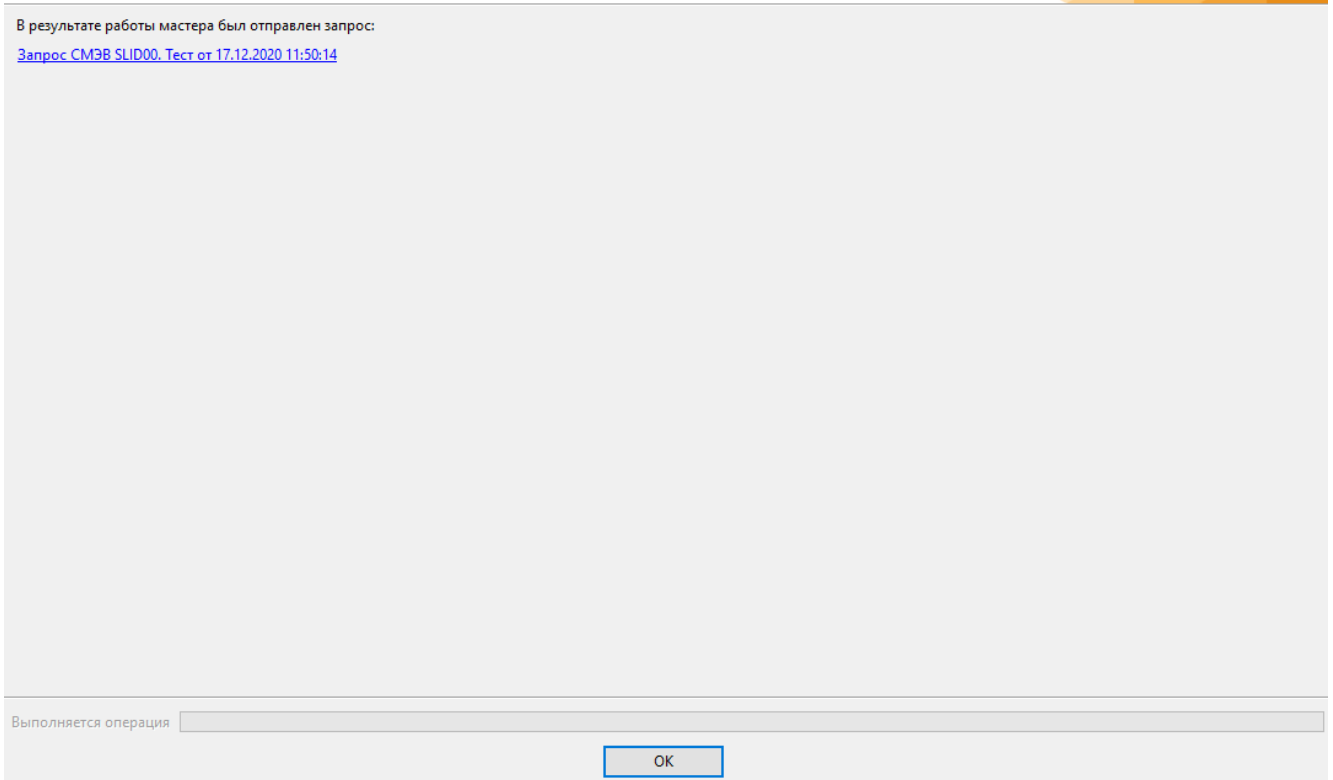 В результате работы мастера был отправлен запрос:
Запрос СМЭВ SLID00. Тест от 17.12.2020 11:50:14
Выполняется операция
ОК